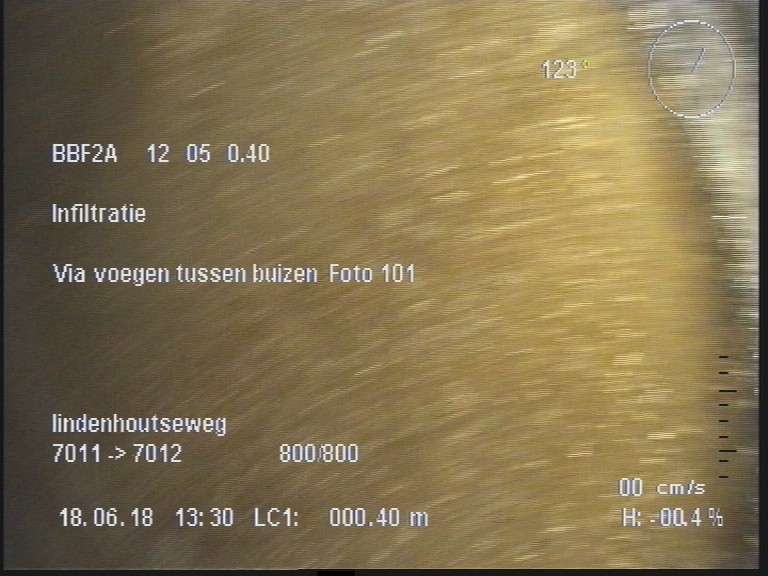 123°
BBF2A 12 05 0.40
Infiltratie
Via voegen tussen buizen Foto 101
lindenhoutseweg
7011 -> 7012 800/800
00 cm/s
18.06.18 13:30 LC1: 000.40 m H: -00.4 %